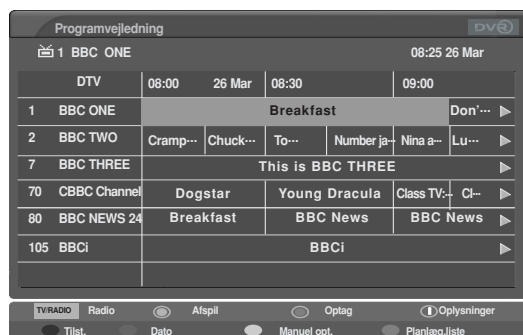 Programvejledning DVR
1 BBC ONE 08:25 26 Mar
DTV 08:00 26 Mar 08:30 09:00
1 BBC ONE Breakfast Don'···
2 BBC TWO Cramp··· Chuck··· To··· Number ja··· Nina a··· Lu···
7 BBC THREE This is BBC THREE
70 CBBC Channel Dogstar Young Dracula Class TV:··· Cl···
80 BBC NEWS 24 Breakfast BBC News BBC News
105 BBCi BBCi
TV/RADIO Radio Afspil Optag Oplysninger
Tilst. Dato Manuel opt. Planlæg.liste